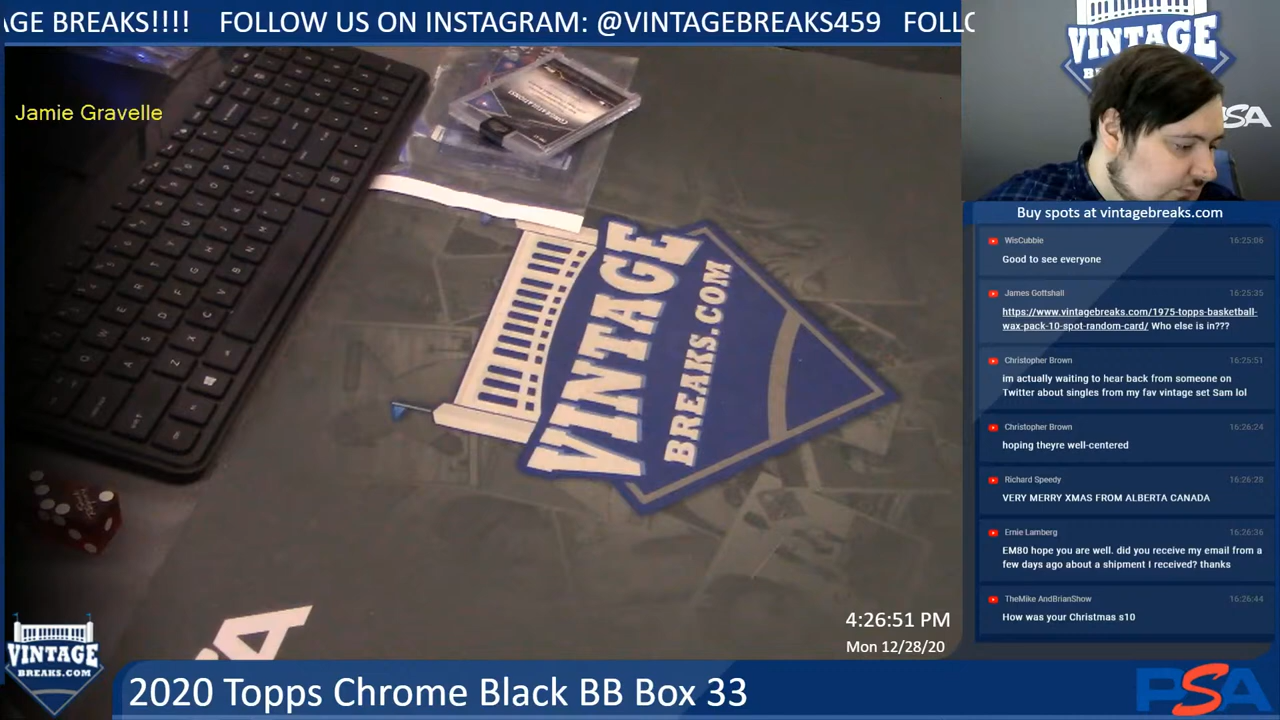 AGE BREAKS!!!! FOLLOW US ON INSTAGRAM: @VINTAGEBREAKS459 FOLLC
Jamie Gravelle
VINTAGE
PSA
Buy spots at vintagebreaks.com
WisCubbie 16:25:06
Good to see everyone
James Gottshall 16:25:35
https://www.vintagebreaks.com/1975-topps-basketball-
wax-pack-10-spot-random-card/ Who else is in???
Christopher Brown 16:25:51
im actually waiting to hear back from someone on
Twitter about singles from my fav vintage set Sam lol
Christopher Brown 16:26:24
hoping theyre well-centered
Richard Speedy 16:26:28
VERY MERRY XMAS FROM ALBERTA CANADA
Ernie Lamberg 16:26:36
EM80 hope you are well. did you receive my email from a
few days ago about a shipment I received? thanks
TheMike AndBrianShow 16:26:44
How was your Christmas s10
VINTAGE
BREAKS.COM
4:26:51 PM
Mon 12/28/20
VINTAGE
BREAKS.COM
2020 Topps Chrome Black BB Box 33
PSA